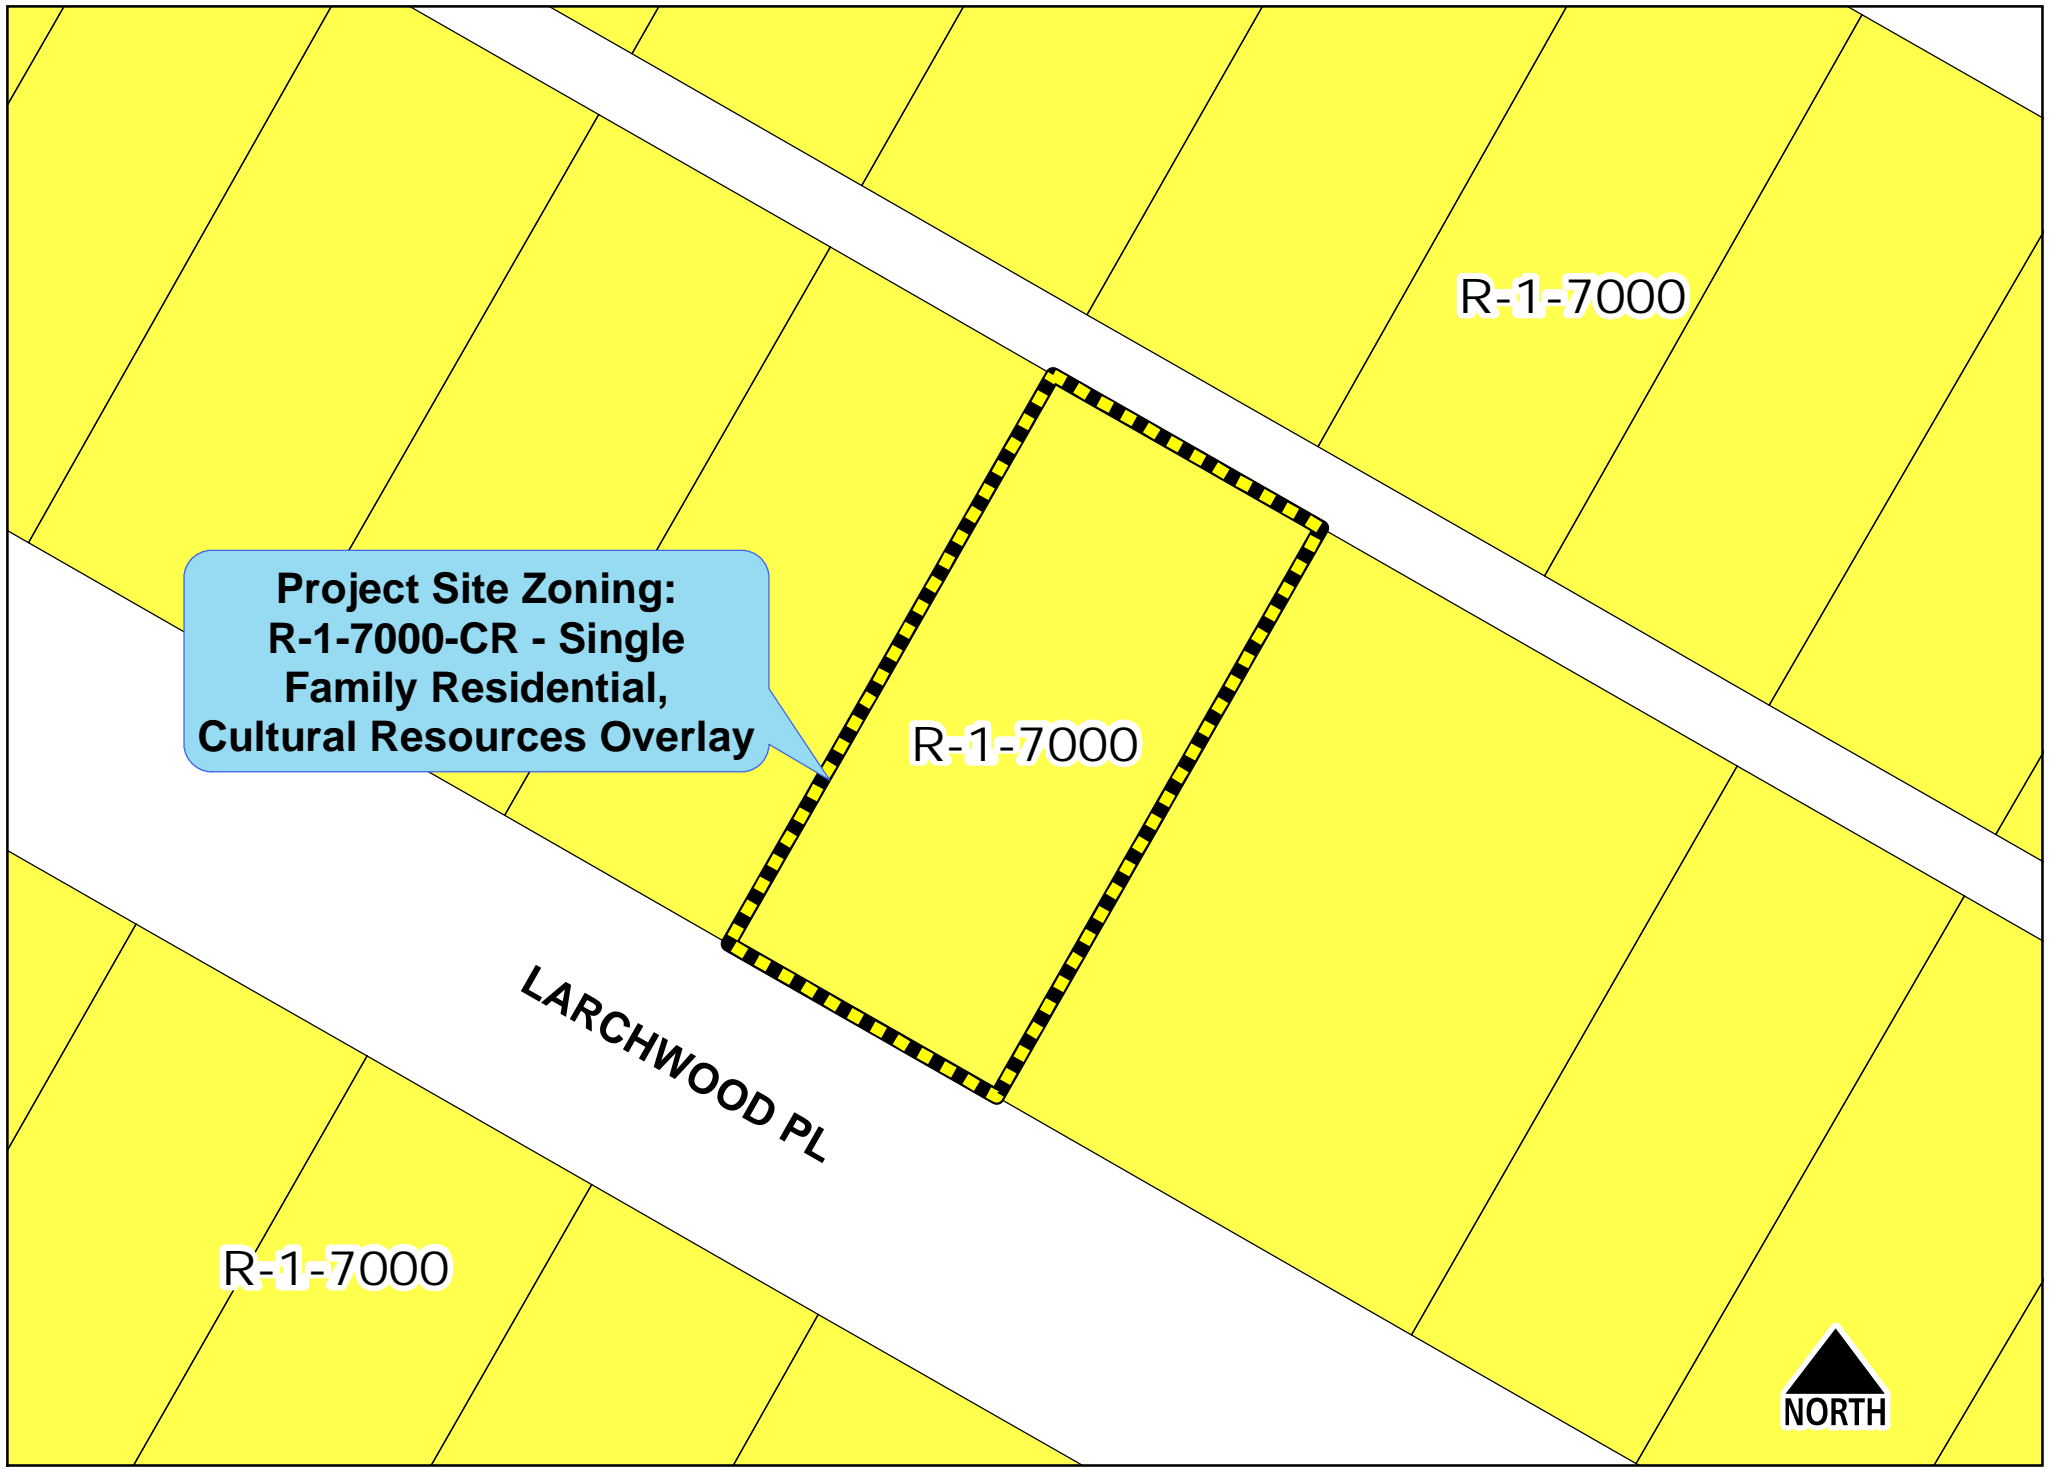 R-1-7000
Project Site Zoning:
R-1-7000-CR - Single
Family Residential,
Cultural Resources Overlay
R-1-7000
LARCHWOOD PL
R-1-7000
NORTH